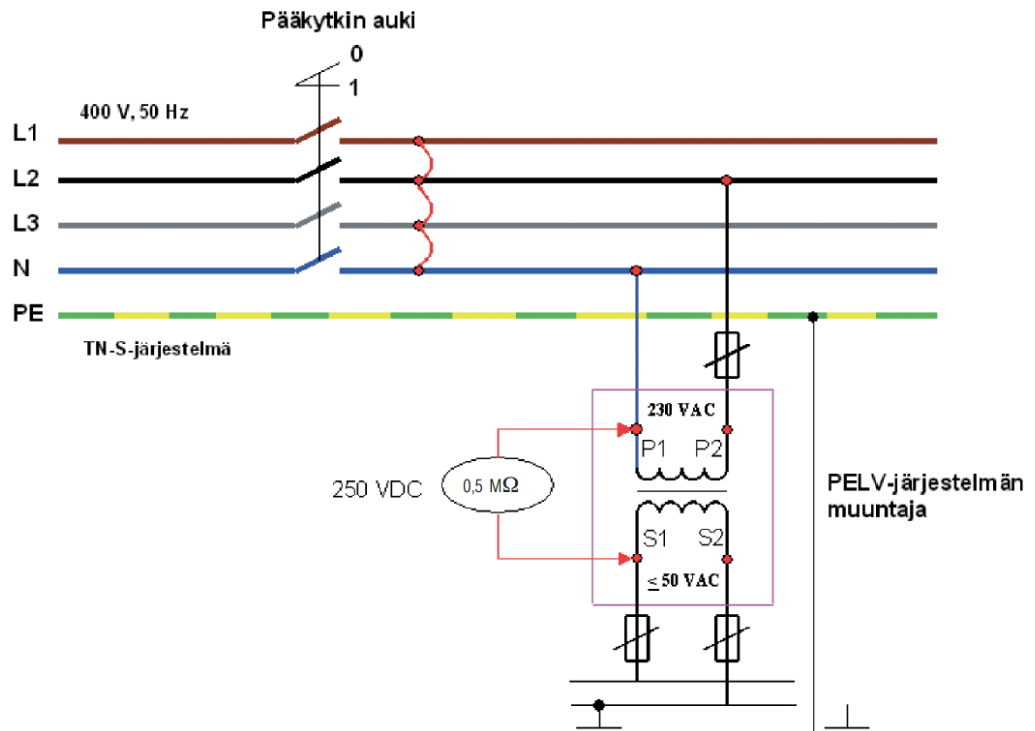 Pääkytkin auki
0
1
400 V, 50 Hz
L1
L2
L3
N
PE
TN-S-järjestelmä
230 VAC
P1 P2
250 VDC
0,5 MΩ
PELV-järjestelmän
muuntaja
S1 S2
≤ 50 VAC